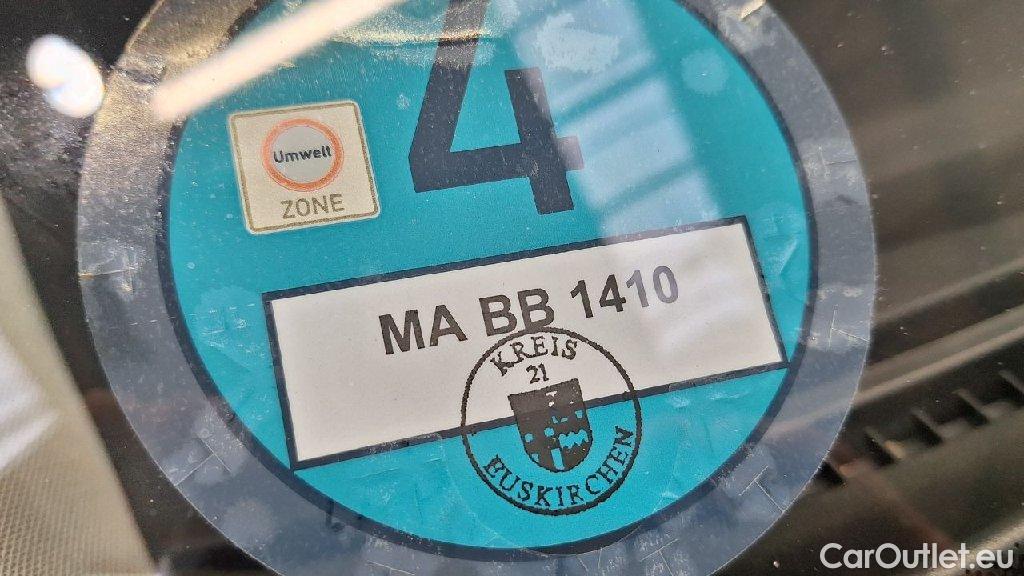 4
Umwelt
ZONE
MA BB 1410
KREIS
21
EUSKIRCHEN
CarOutlet.eu